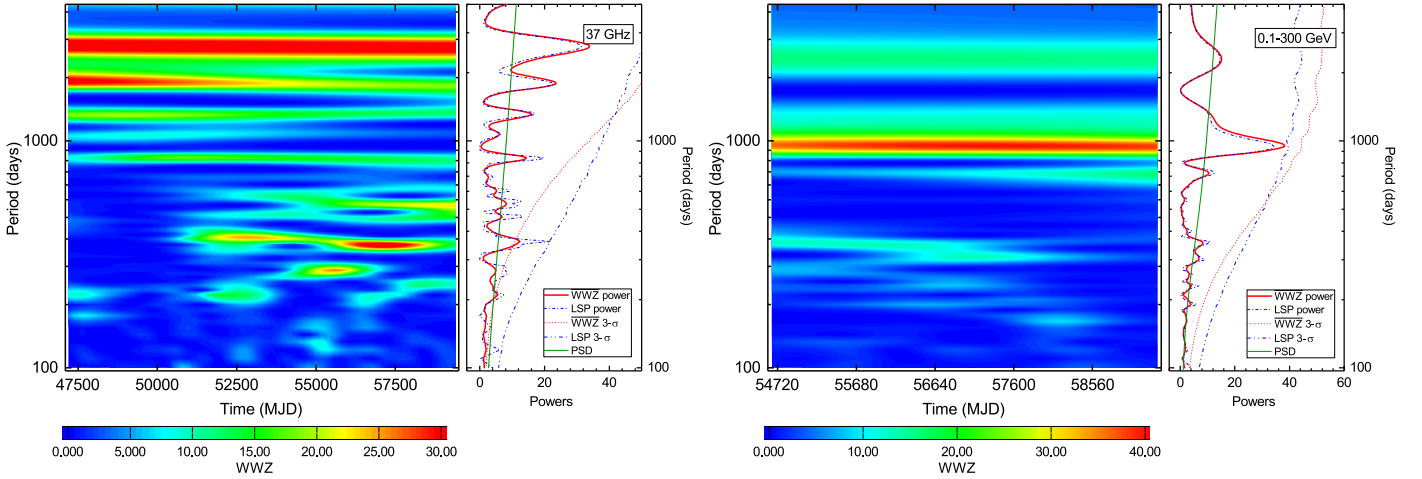 37 GHz
1000
100
Period (days)
47500 50000 52500 55000 57500
Time (MJD)
0.000 5.000 10.00 15.00 20.00 25.00 30.00
WWZ
1000
100
Period (days)
WWZ power
LSP power
WWZ 3-σ
LSP 3-σ
PSD
0 20 40
Powers
0.1-300 GeV
1000
100
Period (days)
54720 55680 56640 57600 58560
Time (MJD)
0.000 10.00 20.00 30.00 40.00
WWZ
1000
100
Period (days)
WWZ power
LSP power
WWZ 3-σ
LSP 3-σ
PSD
0 20 40 60
Powers